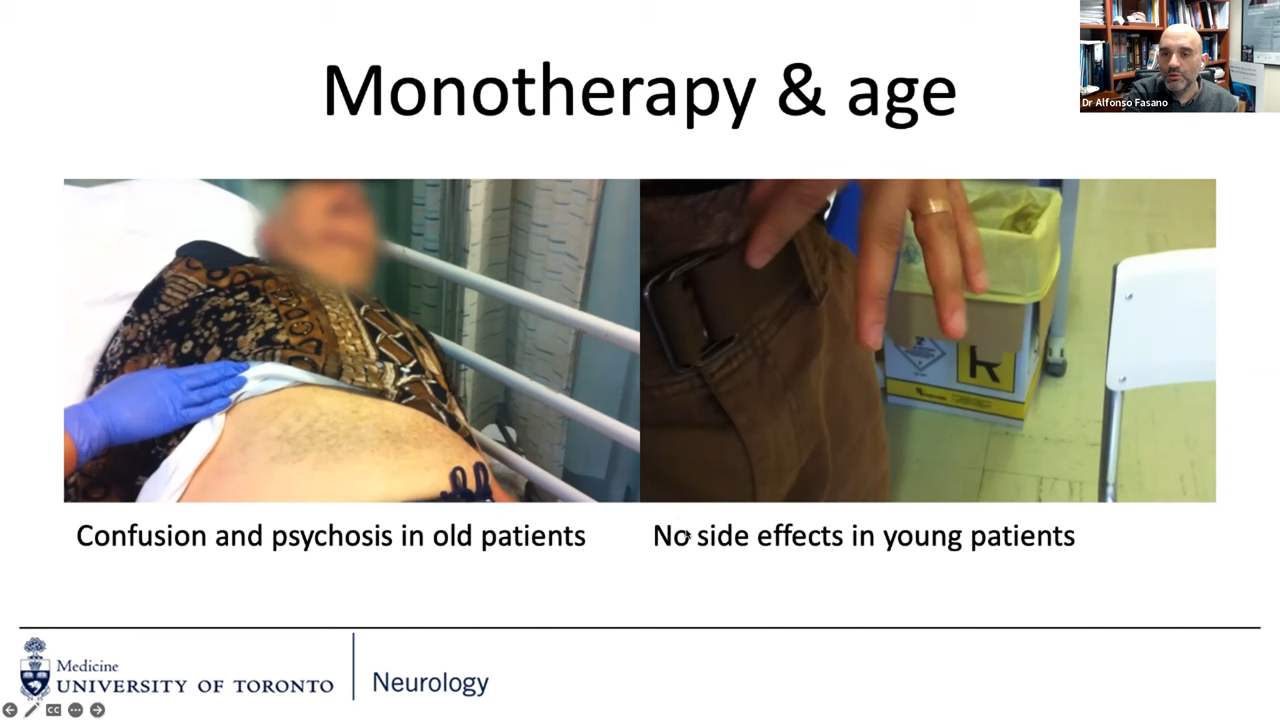 Monotherapy & age
Dr Alfonso Fasano
R
Confusion and psychosis in old patients
No side effects in young patients
Medicine
UNIVERSITY OF TORONTO
Neurology
CC